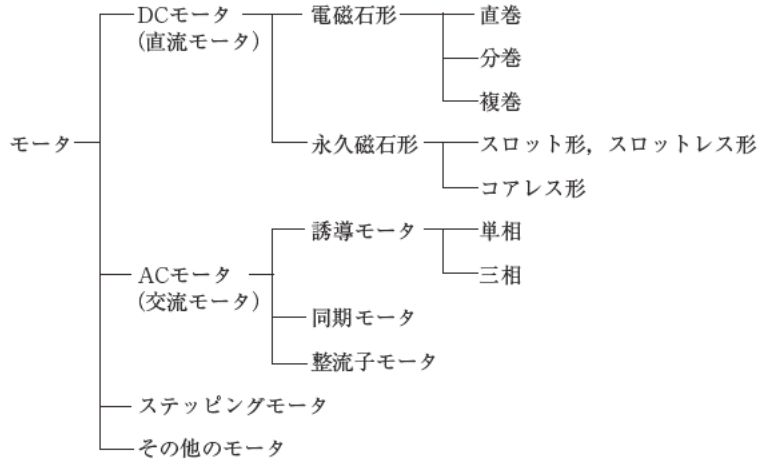 DCモータ 電磁石形 直巻
(直流モータ)
分巻
複巻
モータ 永久磁石形 スロット形，スロットレス形
コアレス形
誘導モータ 単相
ACモータ 三相
(交流モータ)
同期モータ
整流子モータ
ステッピングモータ
その他のモータ